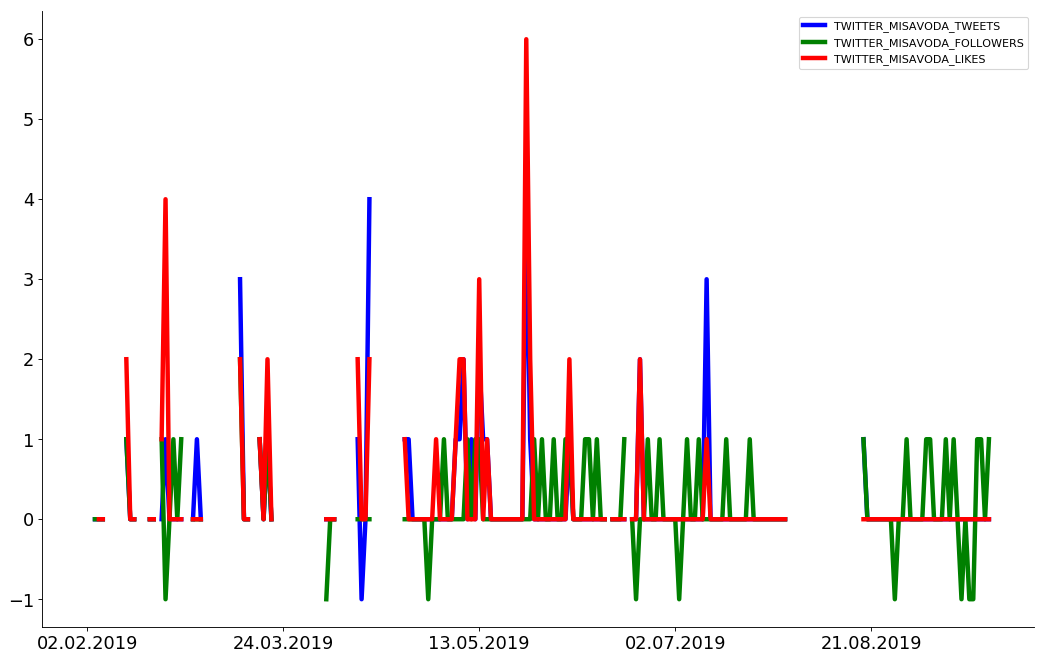 TWITTER_MISAVODA_TWEETS
TWITTER_MISAVODA_FOLLOWERS
TWITTER_MISAVODA_LIKES
6
5
4
3
2
1
0
−1
02.02.2019 24.03.2019 13.05.2019 02.07.2019 21.08.2019